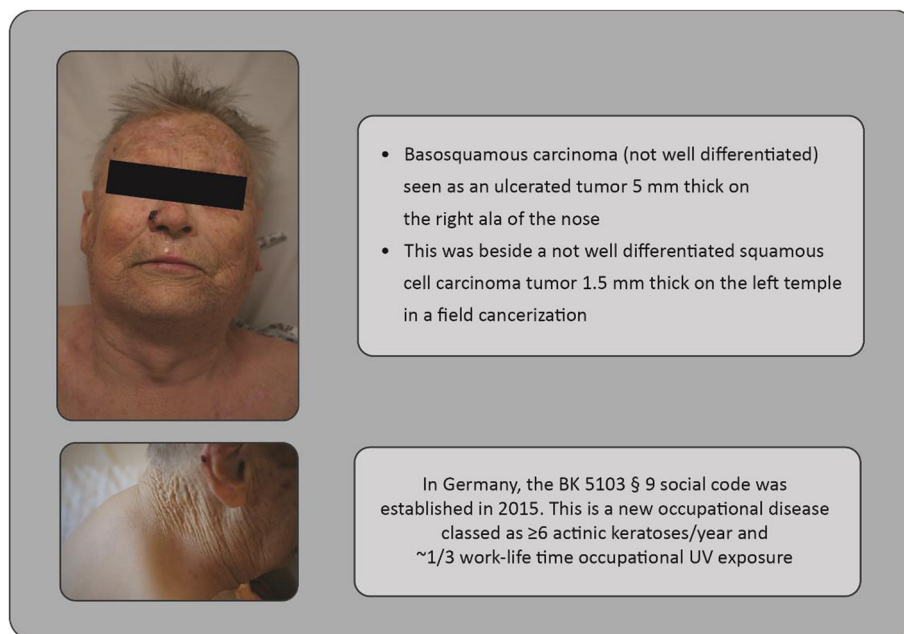 • Basosquamous carcinoma (not well differentiated)
seen as an ulcerated tumor 5 mm thick on
the right ala of the nose
• This was beside a not well differentiated squamous
cell carcinoma tumor 1.5 mm thick on the left temple
in a field cancerization
In Germany, the BK 5103 § 9 social code was
established in 2015. This is a new occupational disease
classed as ≥6 actinic keratoses/year and
~1/3 work-life time occupational UV exposure